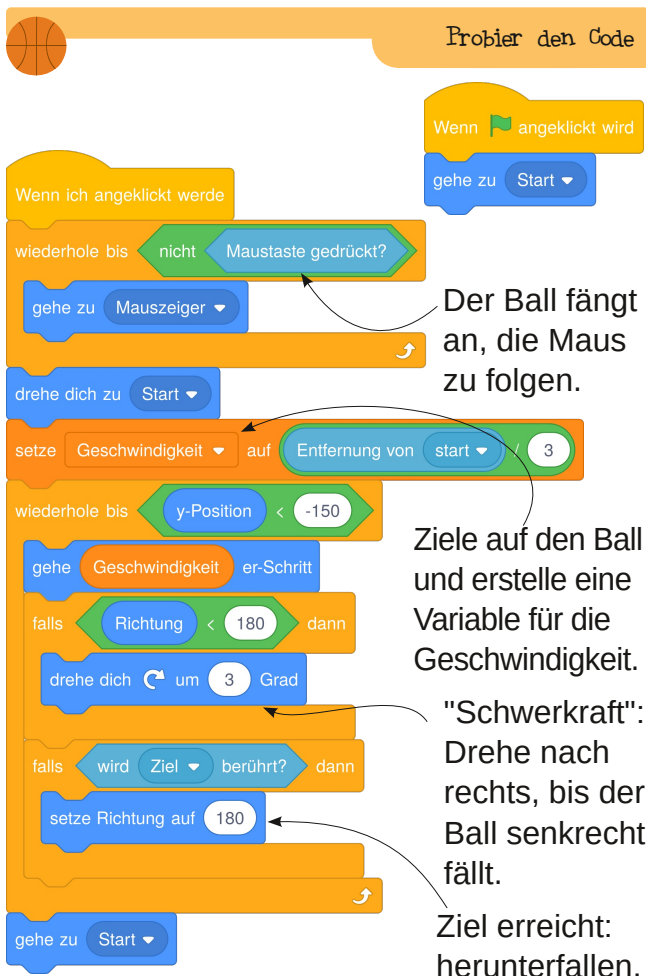 Probier den Code
Wenn angeklickt wird
gehe zu Start
Wenn ich angeklickt werde
wiederhole bis nicht Maustaste gedrückt?
gehe zu Mauszeiger
Der Ball fängt
an, die Maus
zu folgen.
drehe dich zu Start
setze Geschwindigkeit auf Entfernung von start / 3
wiederhole bis y-Position < -150
gehe Geschwindigkeit er-Schritt
Ziele auf den Ball
und erstelle eine
Variable für die
Geschwindigkeit.
falls Richtung < 180 dann
drehe dich um 3 Grad
"Schwerkraft":
Drehe nach
rechts, bis der
Ball senkrecht
fällt.
falls wird Ziel berührt? dann
setze Richtung auf 180
Ziel erreicht:
herunterfallen.
gehe zu Start